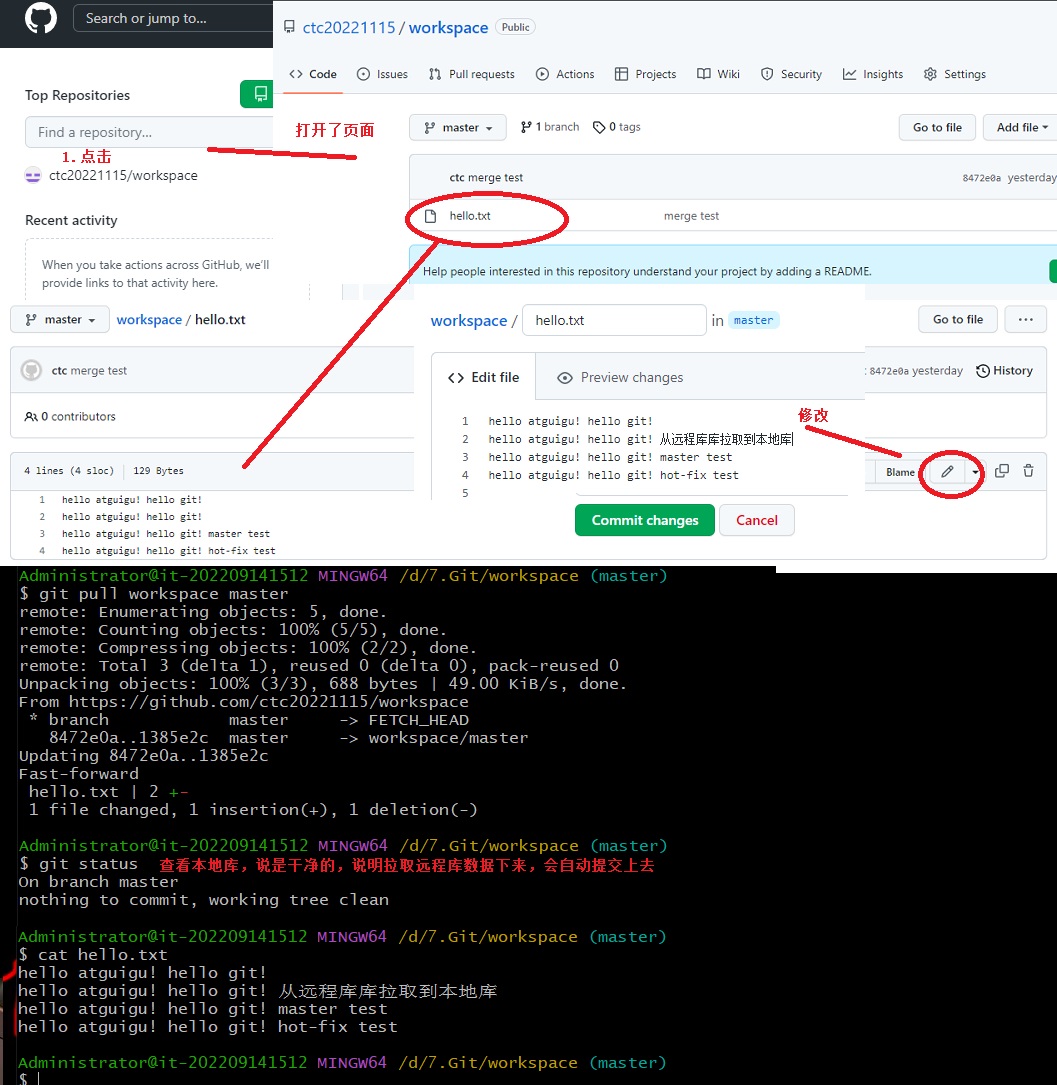 Search or jump to...
ctc20221115 / workspace Public
Code Issues Pull requests Actions Projects Wiki Security Insights Settings
Top Repositories
Find a repository...
1. 点击
ctc20221115/workspace
Recent activity
When you take actions across GitHub, we'll
provide links to that activity here.
打开了页面
master 1 branch 0 tags Go to file Add file
ctc merge test 8472e0a yesterday
hello.txt merge test
Help people interested in this repository understand your project by adding a README.
master workspace / hello.txt
ctc merge test
0 contributors
4 lines (4 sloc) 129 Bytes
1 hello atguigu! hello git!
2 hello atguigu! hello git!
3 hello atguigu! hello git! master test
4 hello atguigu! hello git! hot-fix test
workspace / hello.txt in master
Go to file ...
Edit file Preview changes
8472e0a yesterday History
1 hello atguigu! hello git!
2 hello atguigu! hello git! 从远程库库拉取到本地库
3 hello atguigu! hello git! master test
4 hello atguigu! hello git! hot-fix test
5
修改
Blame
Commit changes Cancel
Administrator@it-202209141512 MINGW64 /d/7.Git/workspace (master)
$ git pull workspace master
remote: Enumerating objects: 5, done.
remote: Counting objects: 100% (5/5), done.
remote: Compressing objects: 100% (2/2), done.
remote: Total 3 (delta 1), reused 0 (delta 0), pack-reused 0
Unpacking objects: 100% (3/3), 688 bytes | 49.00 KiB/s, done.
From https://github.com/ctc20221115/workspace
* branch master -> FETCH_HEAD
8472e0a..1385e2c master -> workspace/master
Updating 8472e0a..1385e2c
Fast-forward
hello.txt | 2 +-
1 file changed, 1 insertion(+), 1 deletion(-)
Administrator@it-202209141512 MINGW64 /d/7.Git/workspace (master)
$ git status 查看本地库，说是干净的，说明拉取远程库数据下来，会自动提交上去
On branch master
nothing to commit, working tree clean
Administrator@it-202209141512 MINGW64 /d/7.Git/workspace (master)
$ cat hello.txt
hello atguigu! hello git!
hello atguigu! hello git! 从远程库库拉取到本地库
hello atguigu! hello git! master test
hello atguigu! hello git! hot-fix test
Administrator@it-202209141512 MINGW64 /d/7.Git/workspace (master)
$